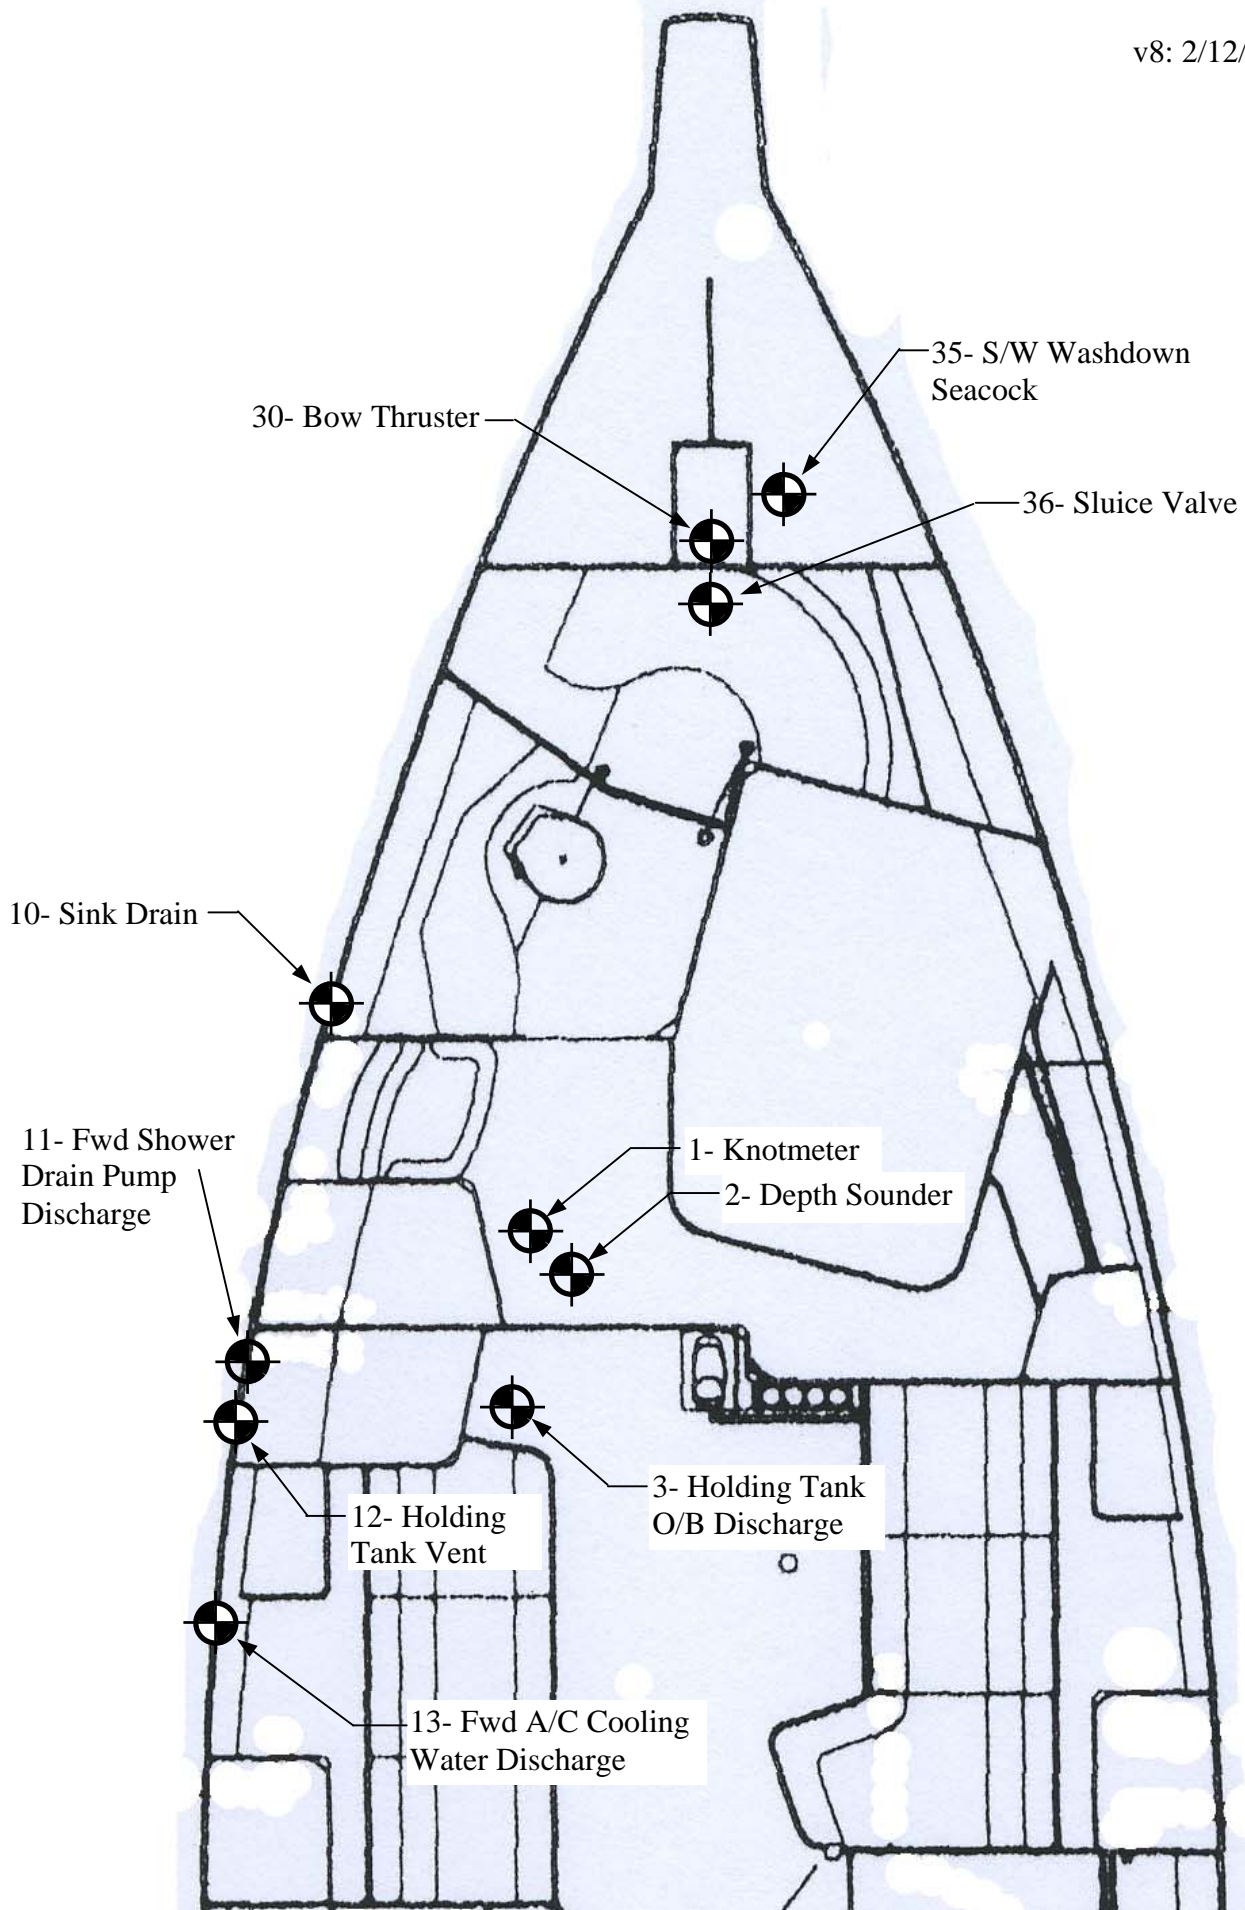 v8: 2/12/
35- S/W Washdown
Seacock
30- Bow Thruster
36- Sluice Valve
10- Sink Drain
11- Fwd Shower
Drain Pump
Discharge
1- Knotmeter
2- Depth Sounder
3- Holding Tank
O/B Discharge
12- Holding
Tank Vent
13- Fwd A/C Cooling
Water Discharge